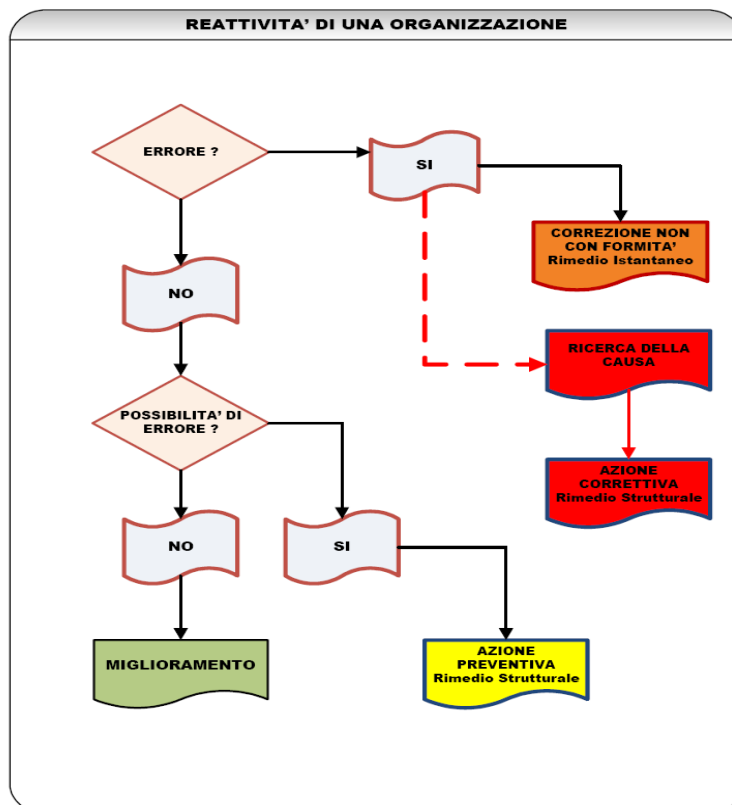 REATTIVITA’ DI UNA ORGANIZZAZIONE
ERRORE ?
SI
CORREZIONE NON
CON FORMITA’
Rimedio Istantaneo
NO
RICERCA DELLA
CAUSA
POSSIBILITA’ DI
ERRORE ?
AZIONE
CORRETTIVA
Rimedio Strutturale
NO
SI
MIGLIORAMENTO
AZIONE
PREVENTIVA
Rimedio Strutturale